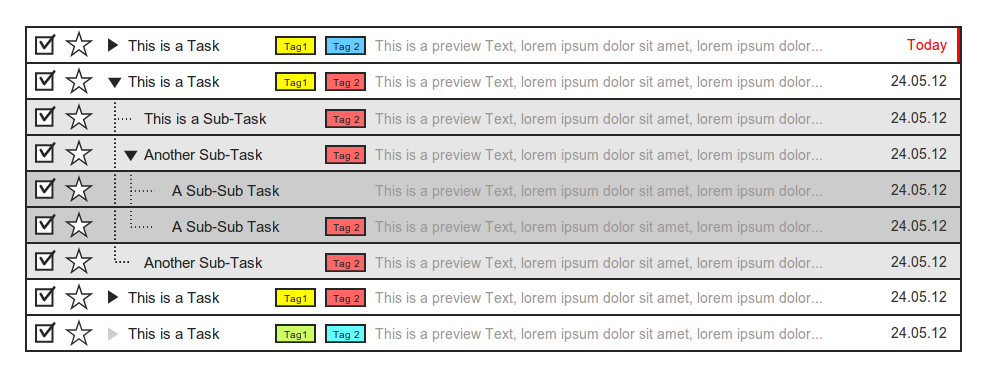 This is a Task Tag1 Tag 2 This is a preview Text, lorem ipsum dolor sit amet, lorem ipsum dolor... Today
This is a Task Tag1 Tag 2 This is a preview Text, lorem ipsum dolor sit amet, lorem ipsum dolor... 24.05.12
This is a Sub-Task Tag 2 This is a preview Text, lorem ipsum dolor sit amet, lorem ipsum dolor... 24.05.12
Another Sub-Task Tag 2 This is a preview Text, lorem ipsum dolor sit amet, lorem ipsum dolor... 24.05.12
A Sub-Sub Task This is a preview Text, lorem ipsum dolor sit amet, lorem ipsum dolor... 24.05.12
A Sub-Sub Task Tag 2 This is a preview Text, lorem ipsum dolor sit amet, lorem ipsum dolor... 24.05.12
Another Sub-Task Tag 2 This is a preview Text, lorem ipsum dolor sit amet, lorem ipsum dolor... 24.05.12
This is a Task Tag1 Tag 2 This is a preview Text, lorem ipsum dolor sit amet, lorem ipsum dolor... 24.05.12
This is a Task Tag1 Tag 2 This is a preview Text, lorem ipsum dolor sit amet, lorem ipsum dolor... 24.05.12